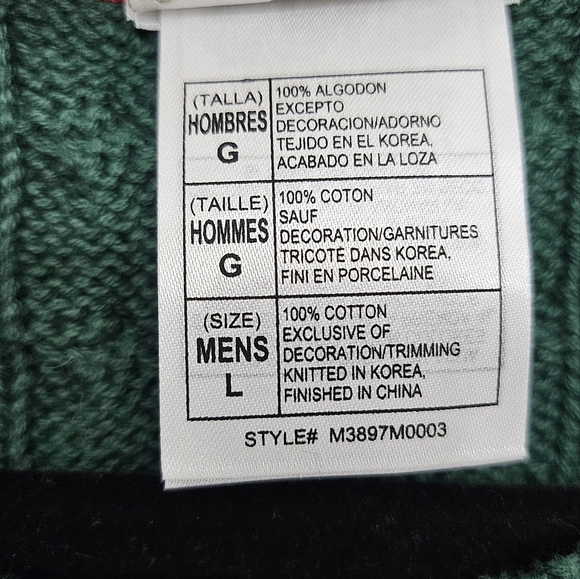 (TALLA)
HOMBRES
G
100% ALGODON
EXCEPTO
DECORACION/ADORNO
TEJIDO EN EL KOREA,
ACABADO EN LA LOZA
(TAILLE)
HOMMES
G
100% COTON
SAUF
DECORATION/GARNITURES
TRICOTE DANS KOREA,
FINI EN PORCELAINE
(SIZE)
MENS
L
100% COTTON
EXCLUSIVE OF
DECORATION/TRIMMING
KNITTED IN KOREA,
FINISHED IN CHINA
STYLE# M3897M0003